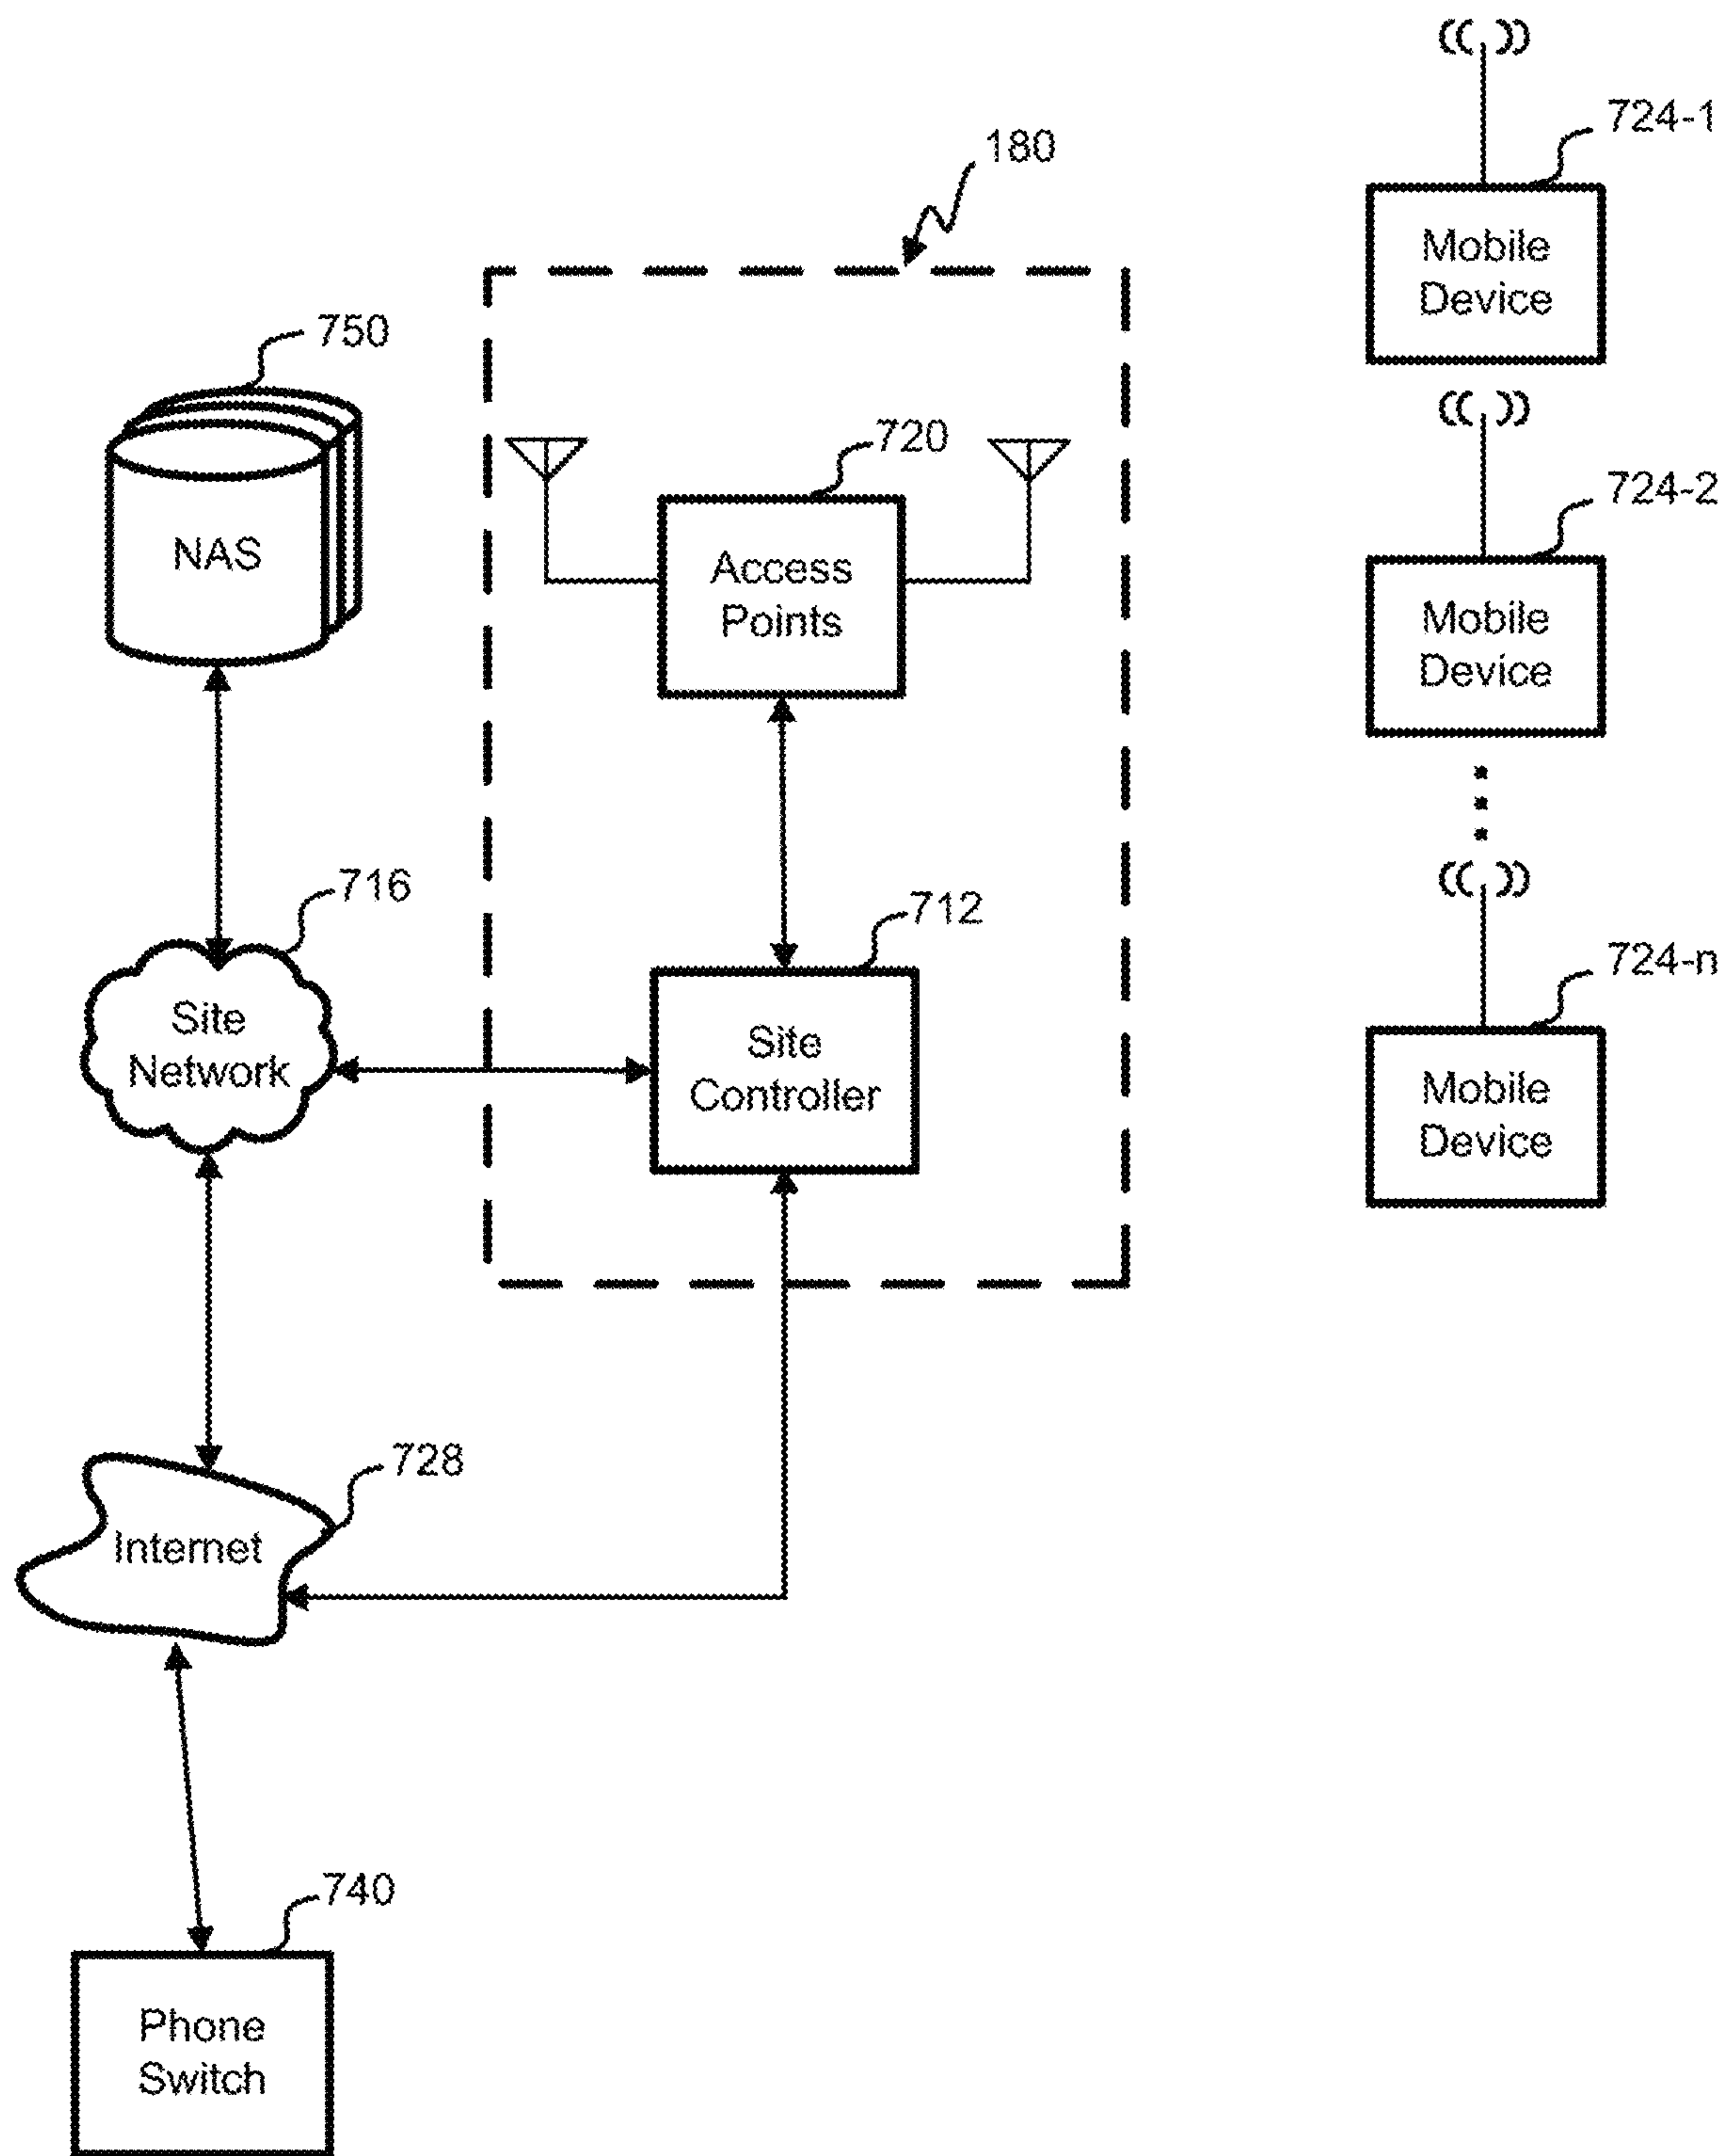 724-1
180
Mobile
Device
750
720
724-2
NAS
Access
Points
Mobile
Device
716
712
724-n
Site
Network
Site
Controller
Mobile
Device
728
Internet
740
Phone
Switch